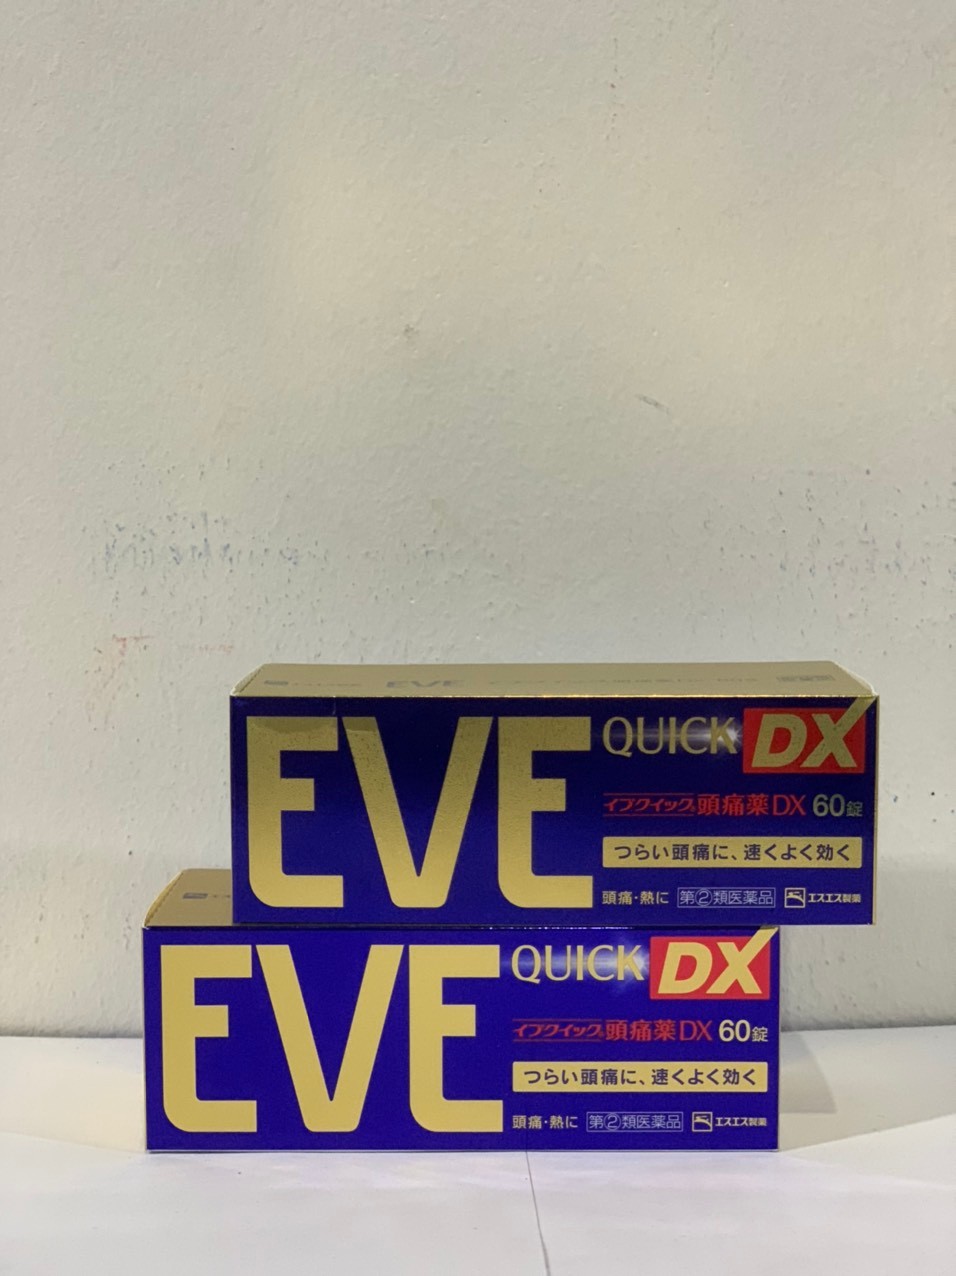 EVE
EVE QUICK DX
イブクイック頭痛薬DX 60錠
つらい頭痛に、速くよく効く
頭痛・熱に 第②類医薬品 エスエス製薬
EVE QUICK DX
イブクイック頭痛薬DX 60錠
つらい頭痛に、速くよく効く
頭痛・熱に 第②類医薬品 エスエス製薬